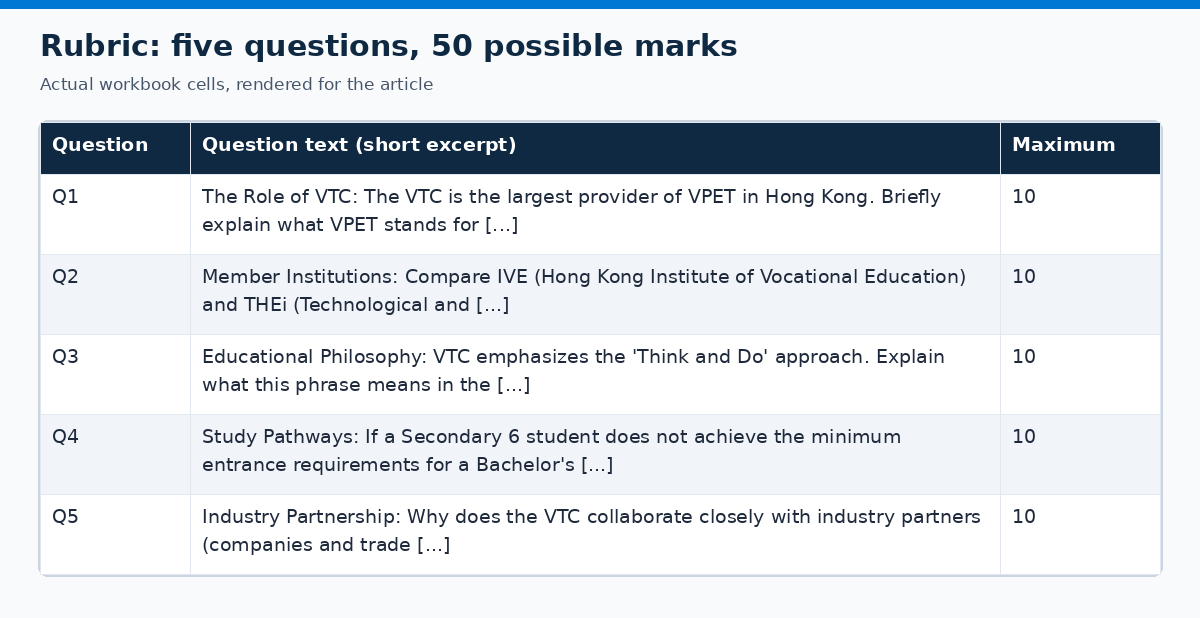 Rubric: five questions, 50 possible marks
Actual workbook cells, rendered for the article
Question Question text (short excerpt) Maximum
Q1 The Role of VTC: The VTC is the largest provider of VPET in Hong Kong. Briefly 10
explain what VPET stands for [...]
Q2 Member Institutions: Compare IVE (Hong Kong Institute of Vocational Education) 10
and THEi (Technological and [...]
Q3 Educational Philosophy: VTC emphasizes the 'Think and Do' approach. Explain 10
what this phrase means in the [...]
Q4 Study Pathways: If a Secondary 6 student does not achieve the minimum 10
entrance requirements for a Bachelor's [...]
Q5 Industry Partnership: Why does the VTC collaborate closely with industry partners 10
(companies and trade [...]